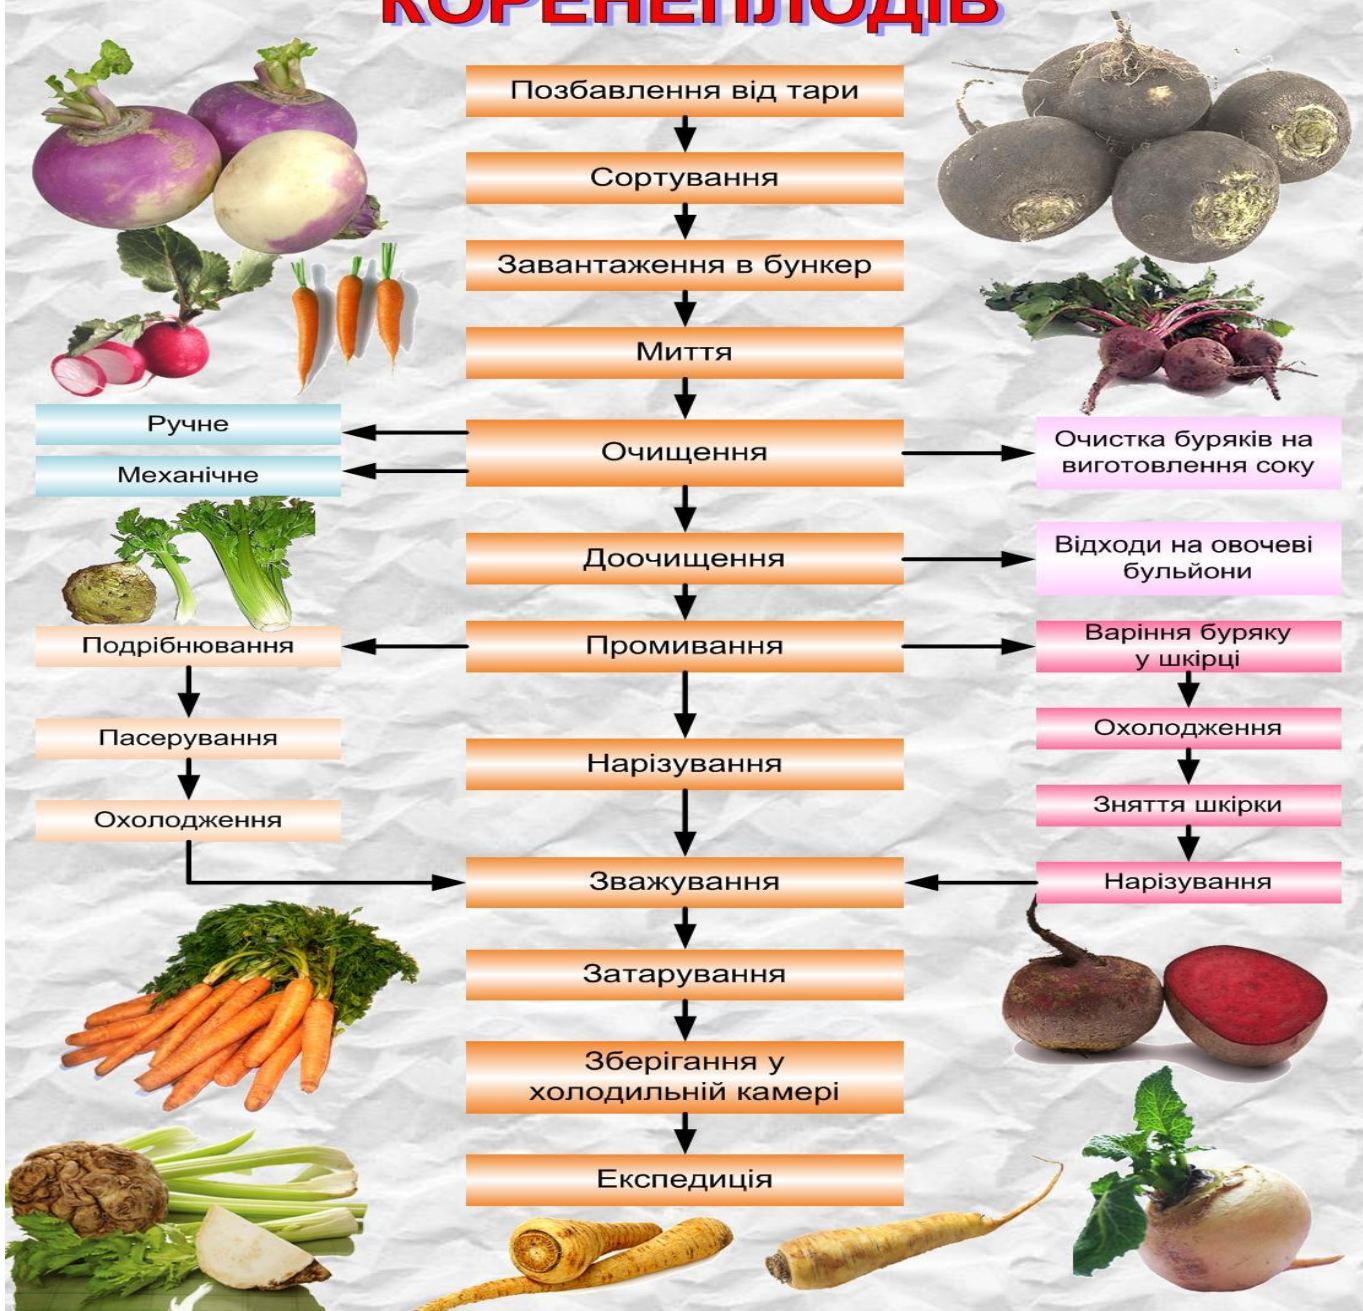 КОРЕНЕПЛОДІВ
Позбавлення від тари
Сортування
Завантаження в бункер
Миття
Ручне
Механічне
Очищення
Очистка буряків на
виготовлення соку
Доочищення
Відходи на овочеві
бульйони
Подрібнювання
Промивання
Варіння буряку
у шкірці
Пасерування
Нарізування
Охолодження
Охолодження
Зняття шкірки
Зважування
Нарізування
Затарування
Зберігання у
холодильній камері
Експедиція